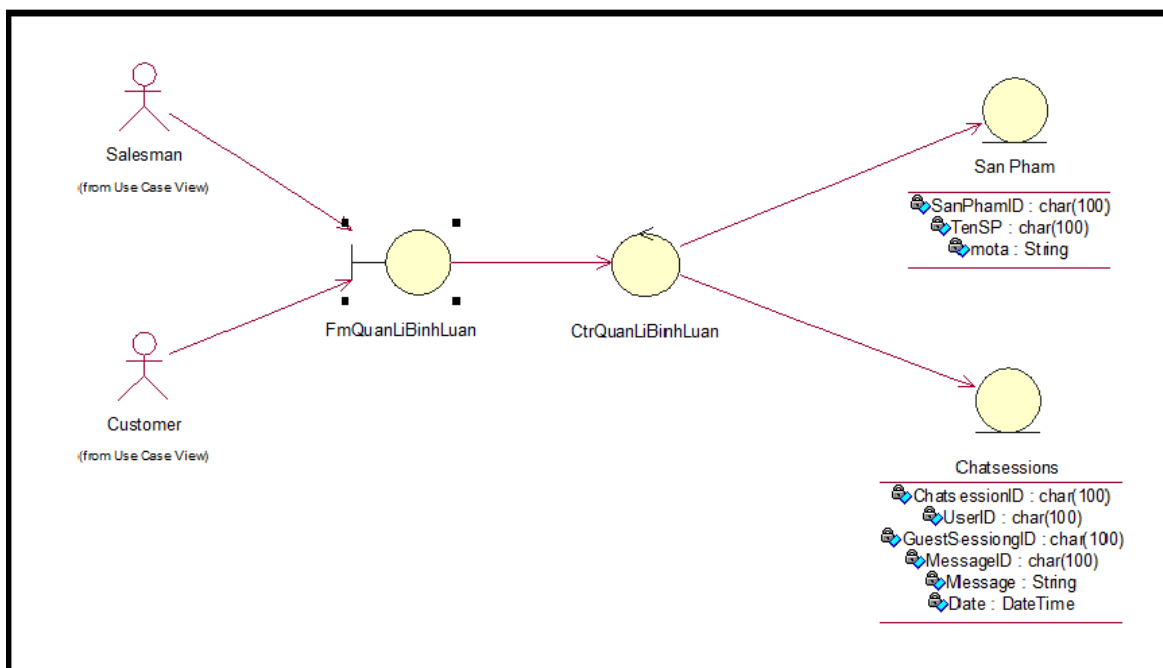 Salesman
(from Use Case View)
Customer
(from Use Case View)
FmQuanLiBinhLuan
CtrQuanLiBinhLuan
San Pham
SanPhamID : char(100)
TenSP : char(100)
mota : String
Chatsessions
ChatsessionID : char(100)
UserID : char(100)
GuestSessiongID : char(100)
MessageID : char(100)
Message : String
Date : DateTime